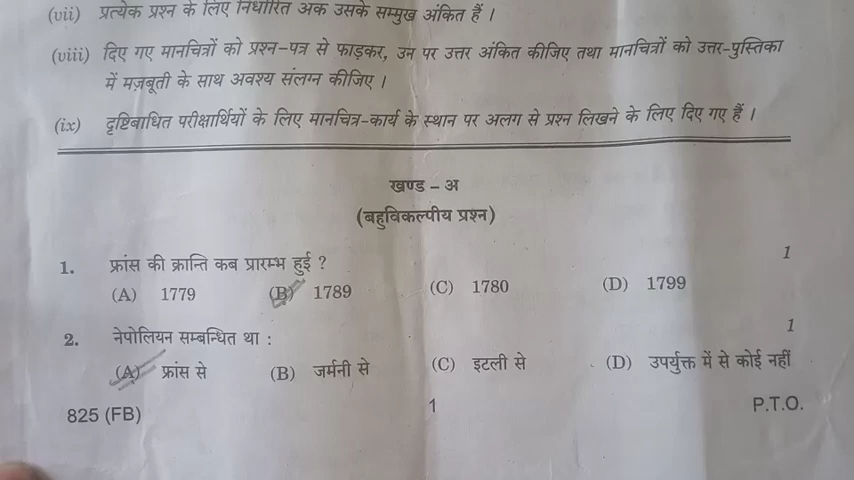 (vii) प्रत्येक प्रश्न के लिए निर्धारित अंक उसके सम्मुख अंकित हैं ।
(viii) दिए गए मानचित्रों को प्रश्न-पत्र से फाड़कर, उन पर उत्तर अंकित कीजिए तथा मानचित्रों को उत्तर-पुस्तिका
में मज़बूती के साथ अवश्य संलग्न कीजिए ।
(ix) दृष्टिबाधित परीक्षार्थियों के लिए मानचित्र-कार्य के स्थान पर अलग से प्रश्न लिखने के लिए दिए गए हैं ।
खण्ड – अ
(बहुविकल्पीय प्रश्न)
1. फ्रांस की क्रान्ति कब प्रारम्भ हुई ? 1
(A) 1779 (B) 1789 (C) 1780 (D) 1799
2. नेपोलियन सम्बन्धित था : 1
(A) फ्रांस से (B) जर्मनी से (C) इटली से (D) उपर्युक्त में से कोई नहीं
825 (FB) 1 P.T.O.